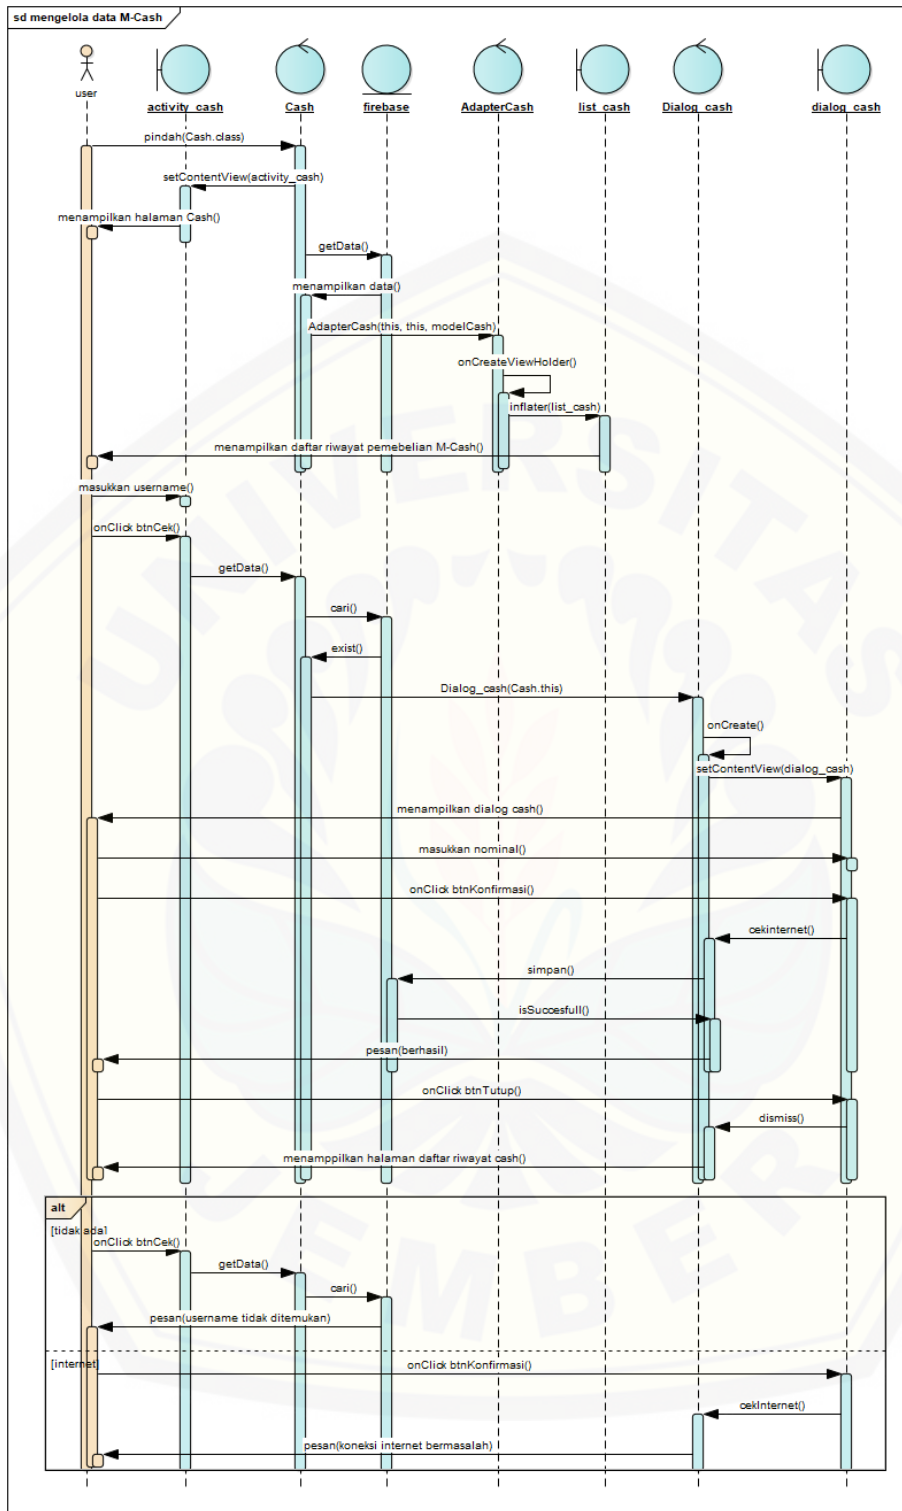 sd mengelola data M-Cash
user
activity_cash
Cash
firebase
AdapterCash
list_cash
Dialog_cash
dialog_cash
pindah(Cash.class)
setContentView(activity_cash)
menampilkan halaman Cash()
getData()
menampilkan data()
AdapterCash(this, this, modelCash)
onCreateViewHolder()
inflater(list_cash)
menampilkan daftar riwayat pemebelian M-Cash()
masukkan username()
onClick btnCek()
getData()
cari()
exist()
Dialog_cash(Cash.this)
onCreate()
setContentView(dialog_cash)
menampilkan dialog cash()
masukkan nominal()
onClick btnKonfirmasi()
cekinternet()
simpan()
isSuccesfull()
pesan(berhasil)
onClick btnTutup()
dismiss()
menamppilkan halaman daftar riwayat cash()
alt
[tidak ada]
onClick btnCek()
getData()
cari()
pesan(username tidak ditemukan)
[internet]
onClick btnKonfirmasi()
cekInternet()
pesan(koneksi internet bermasalah)
UNIVERSITAS
JEMBER